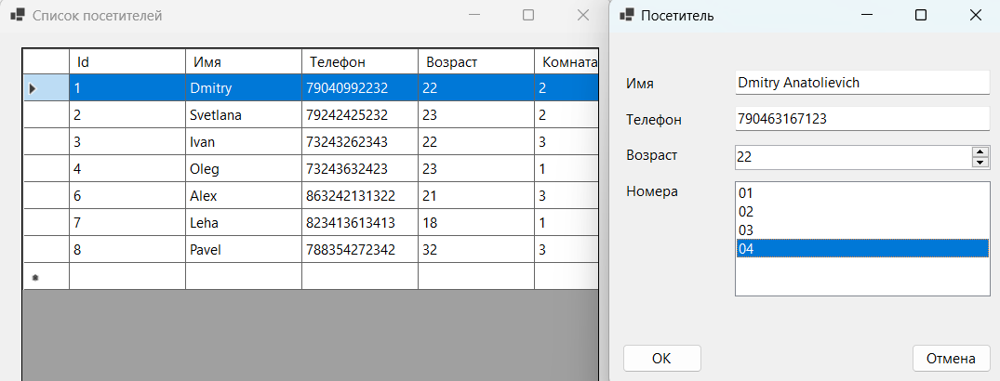 Список посетителей
Id Имя Телефон Возраст Комната
1 Dmitry 79040992232 22 2
2 Svetlana 79242425232 23 2
3 Ivan 73243262343 22 3
4 Oleg 73243632423 23 1
6 Alex 863242131322 21 3
7 Leha 823413613413 18 1
8 Pavel 788354272342 32 3
Посетитель
Имя Dmitry Anatolievich
Телефон 790463167123
Возраст 22
Номера 01
02
03
04
OK Отмена